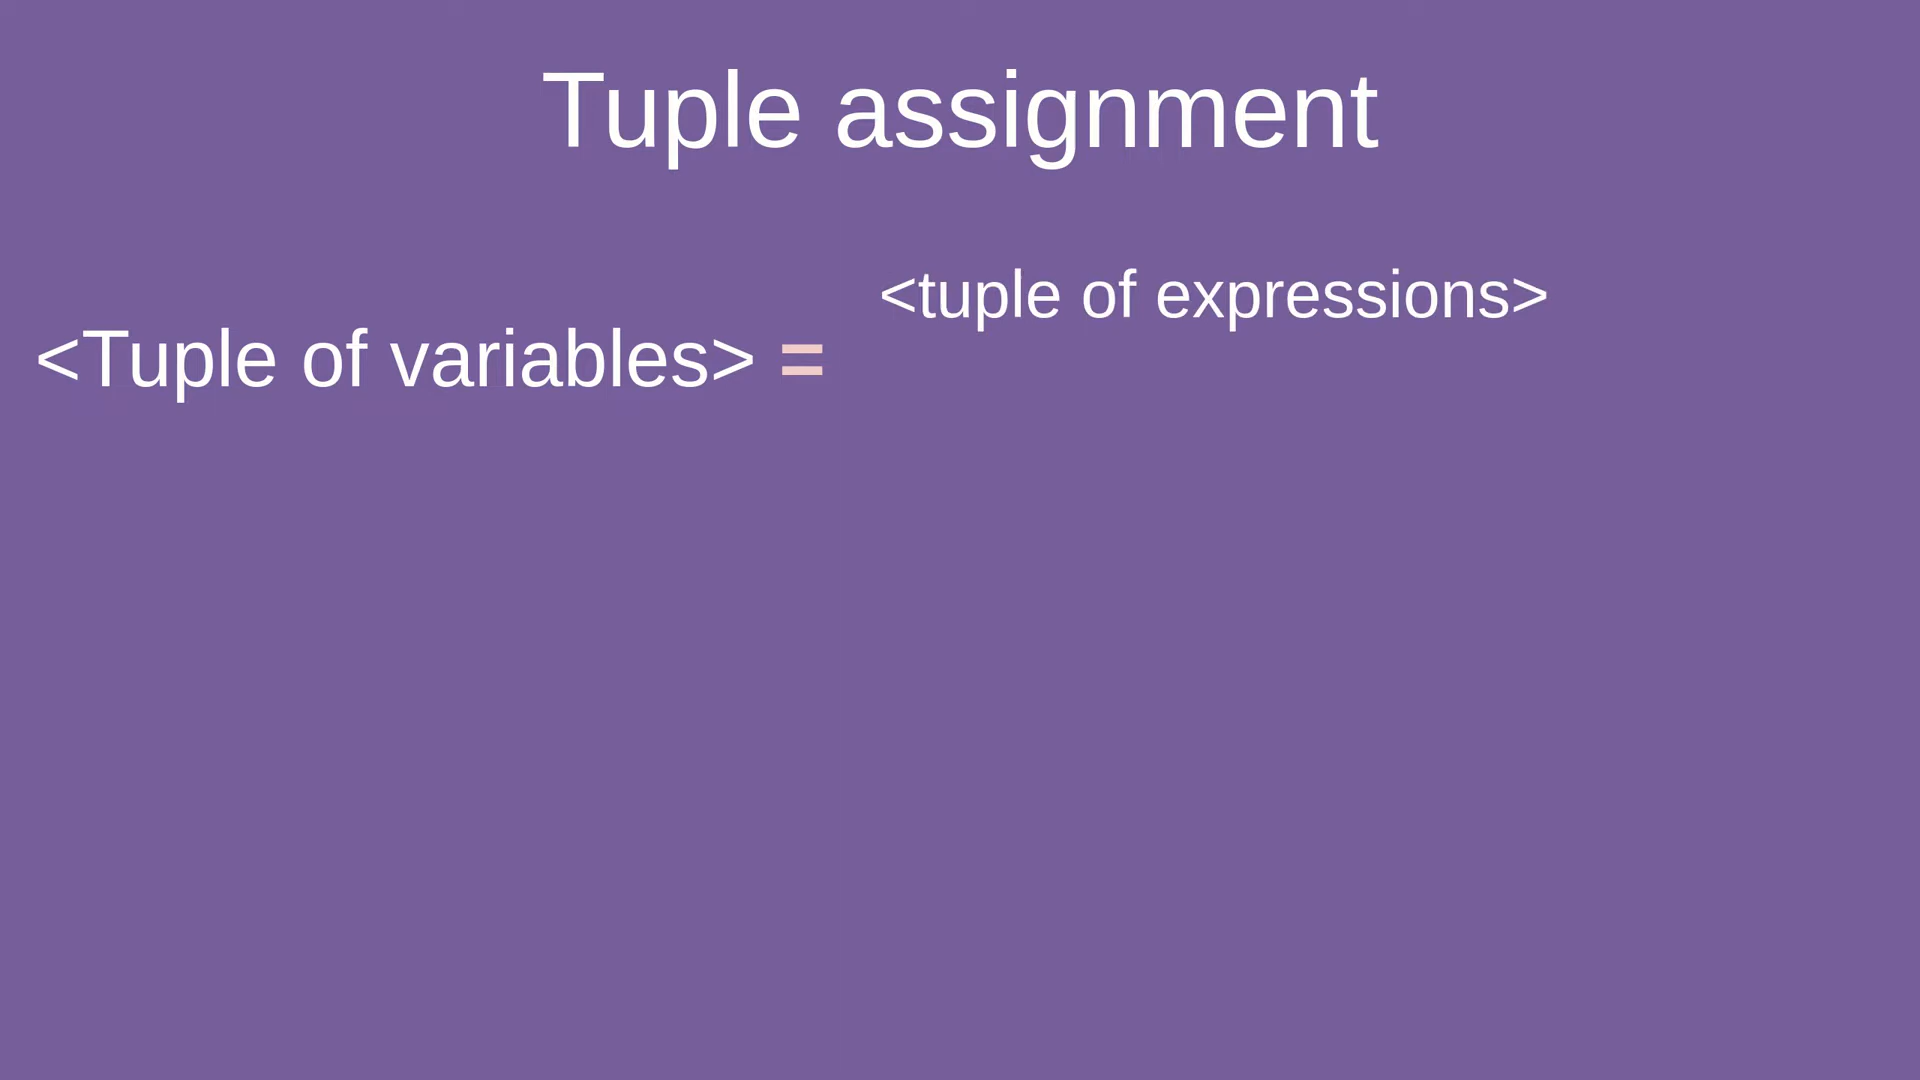 Tuple assignment
<tuple of expressions>
<Tuple of variables> =